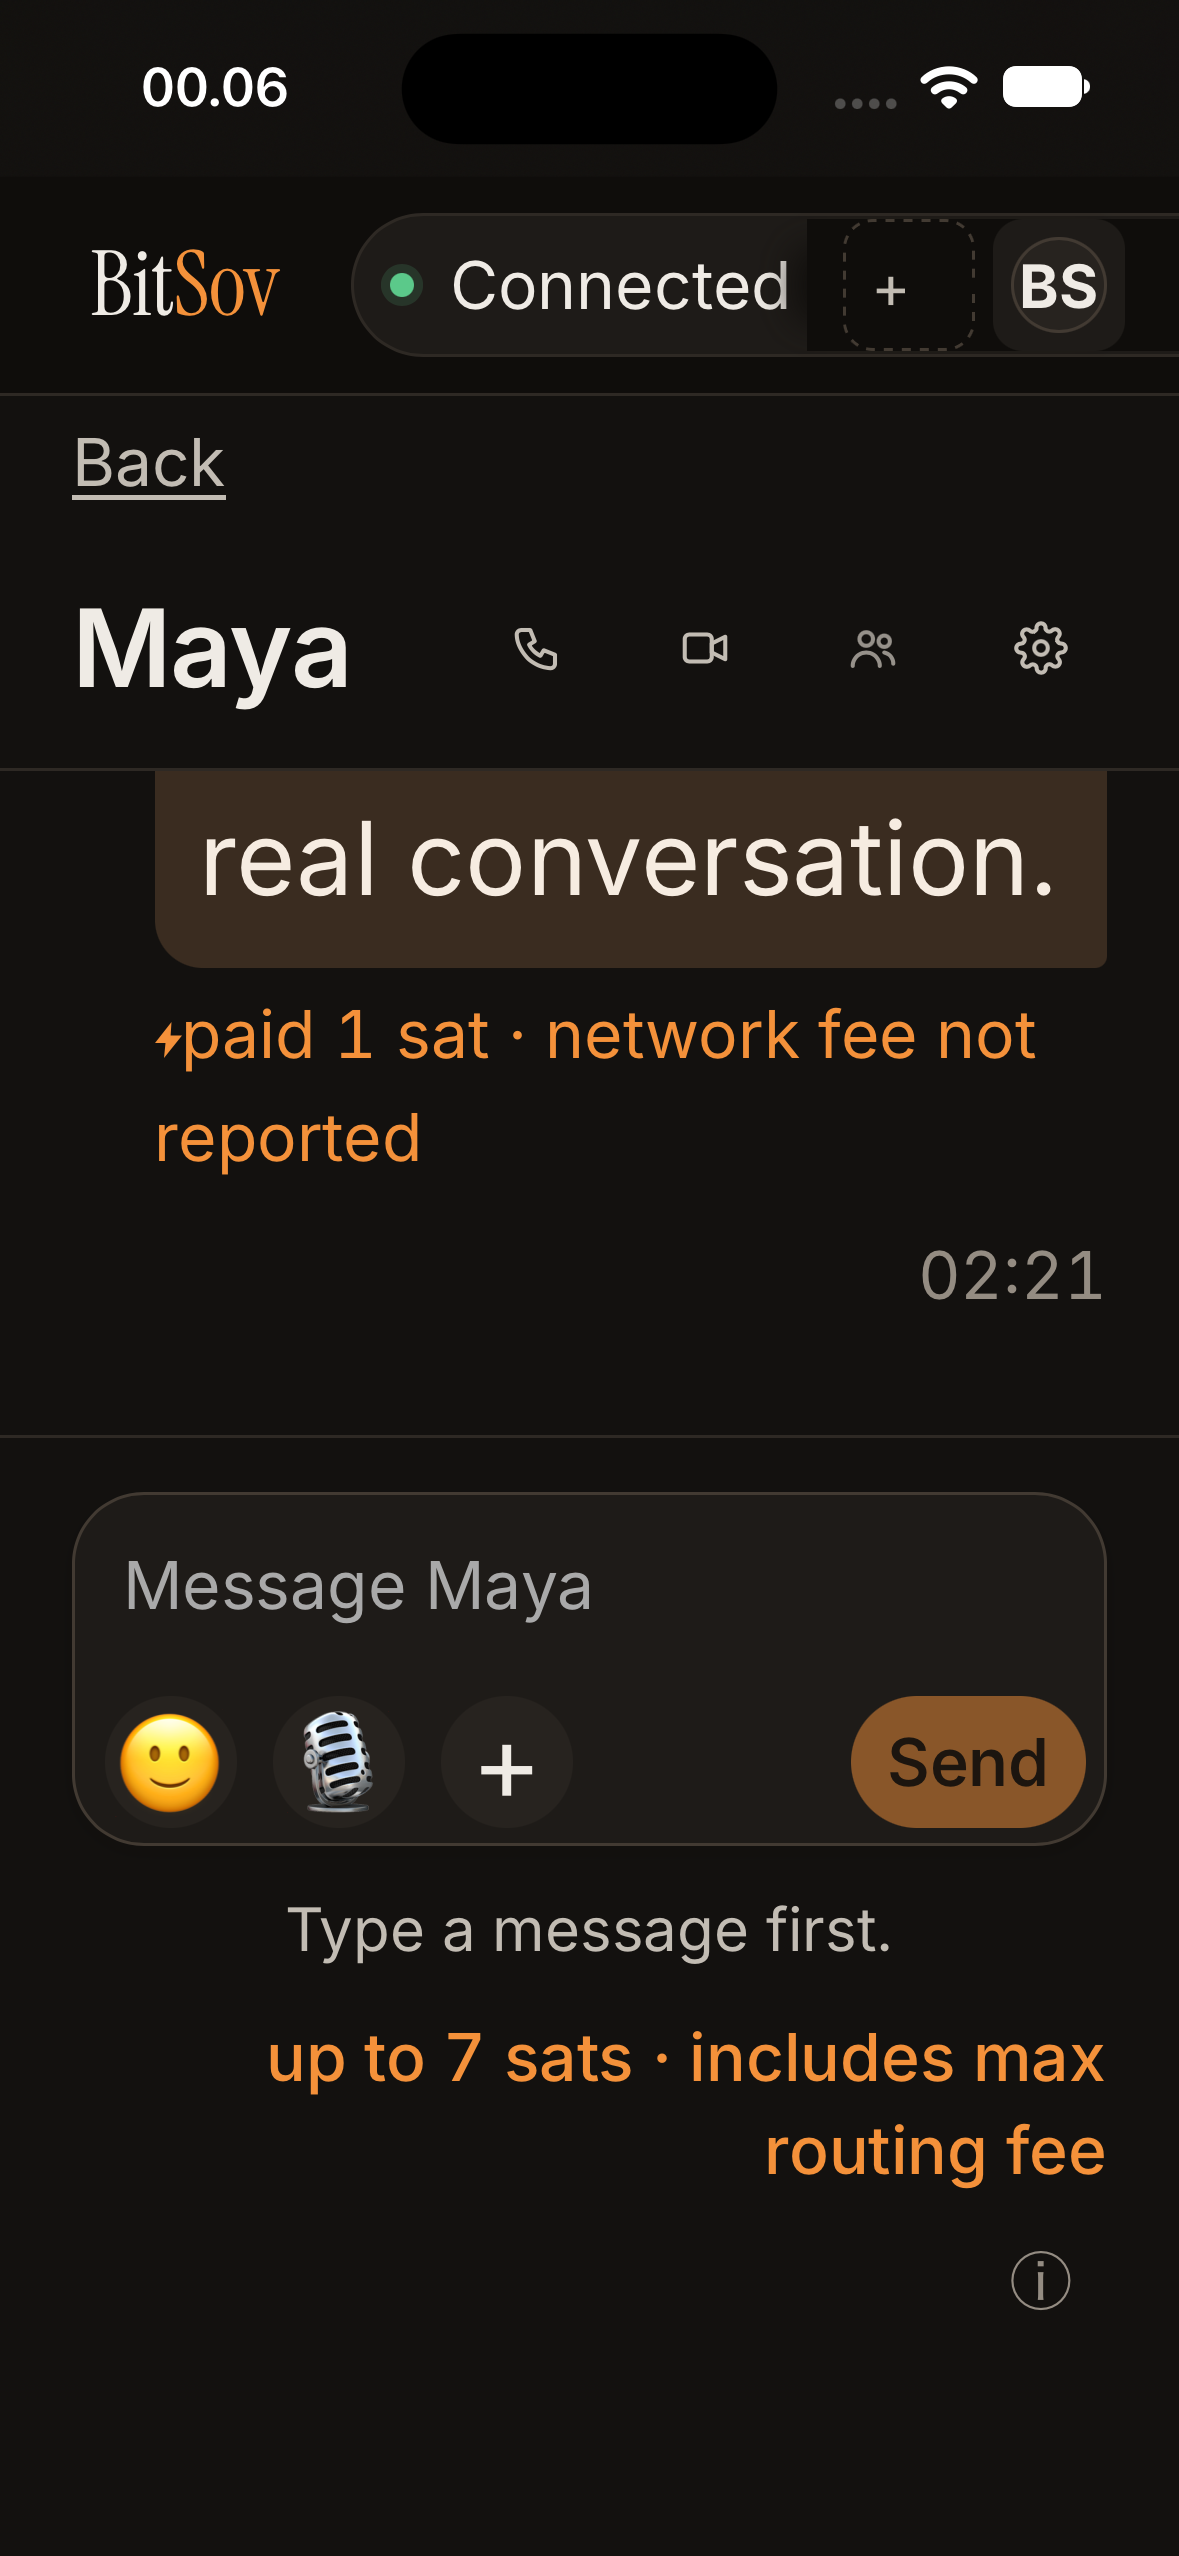 00.06
BitSov
Connected
+
BS
Back
Maya
real conversation.
⚡paid 1 sat · network fee not
reported
02:21
Message Maya
+
Send
Type a message first.
up to 7 sats · includes max
routing fee
i